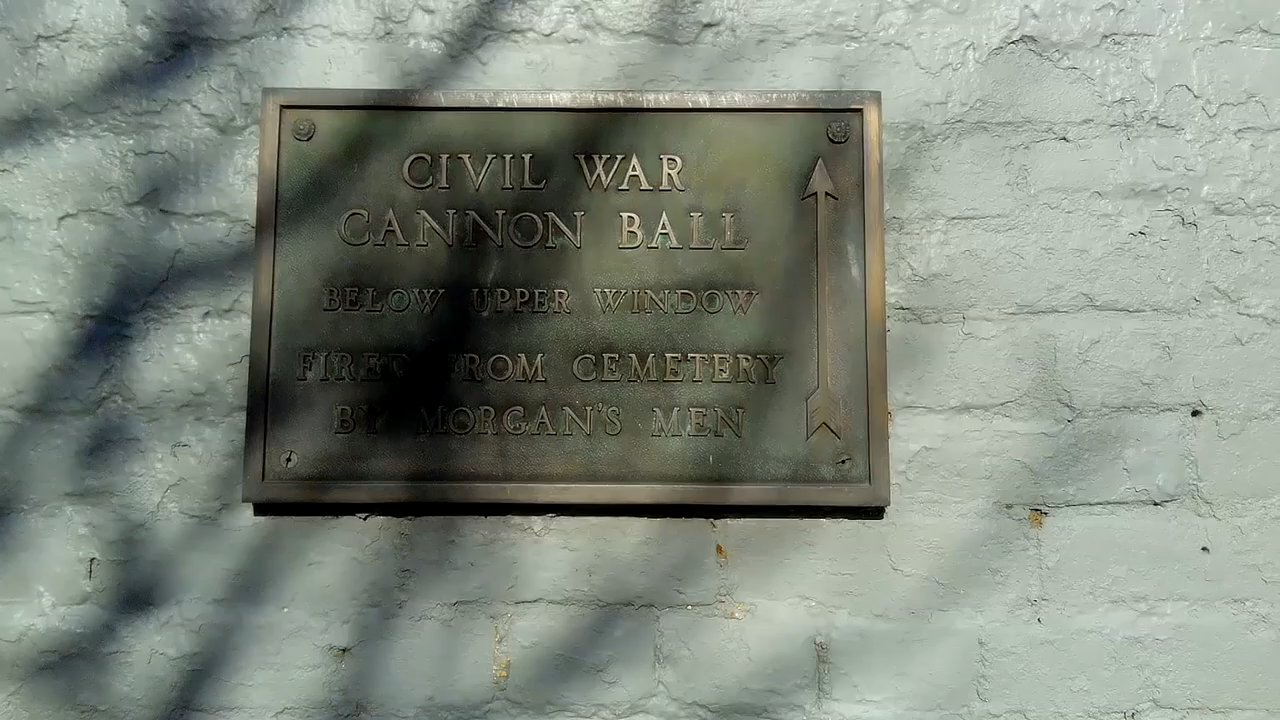 CIVIL WAR
CANNON BALL
BELOW UPPER WINDOW
FIRED FROM CEMETERY
BY MORGAN'S MEN